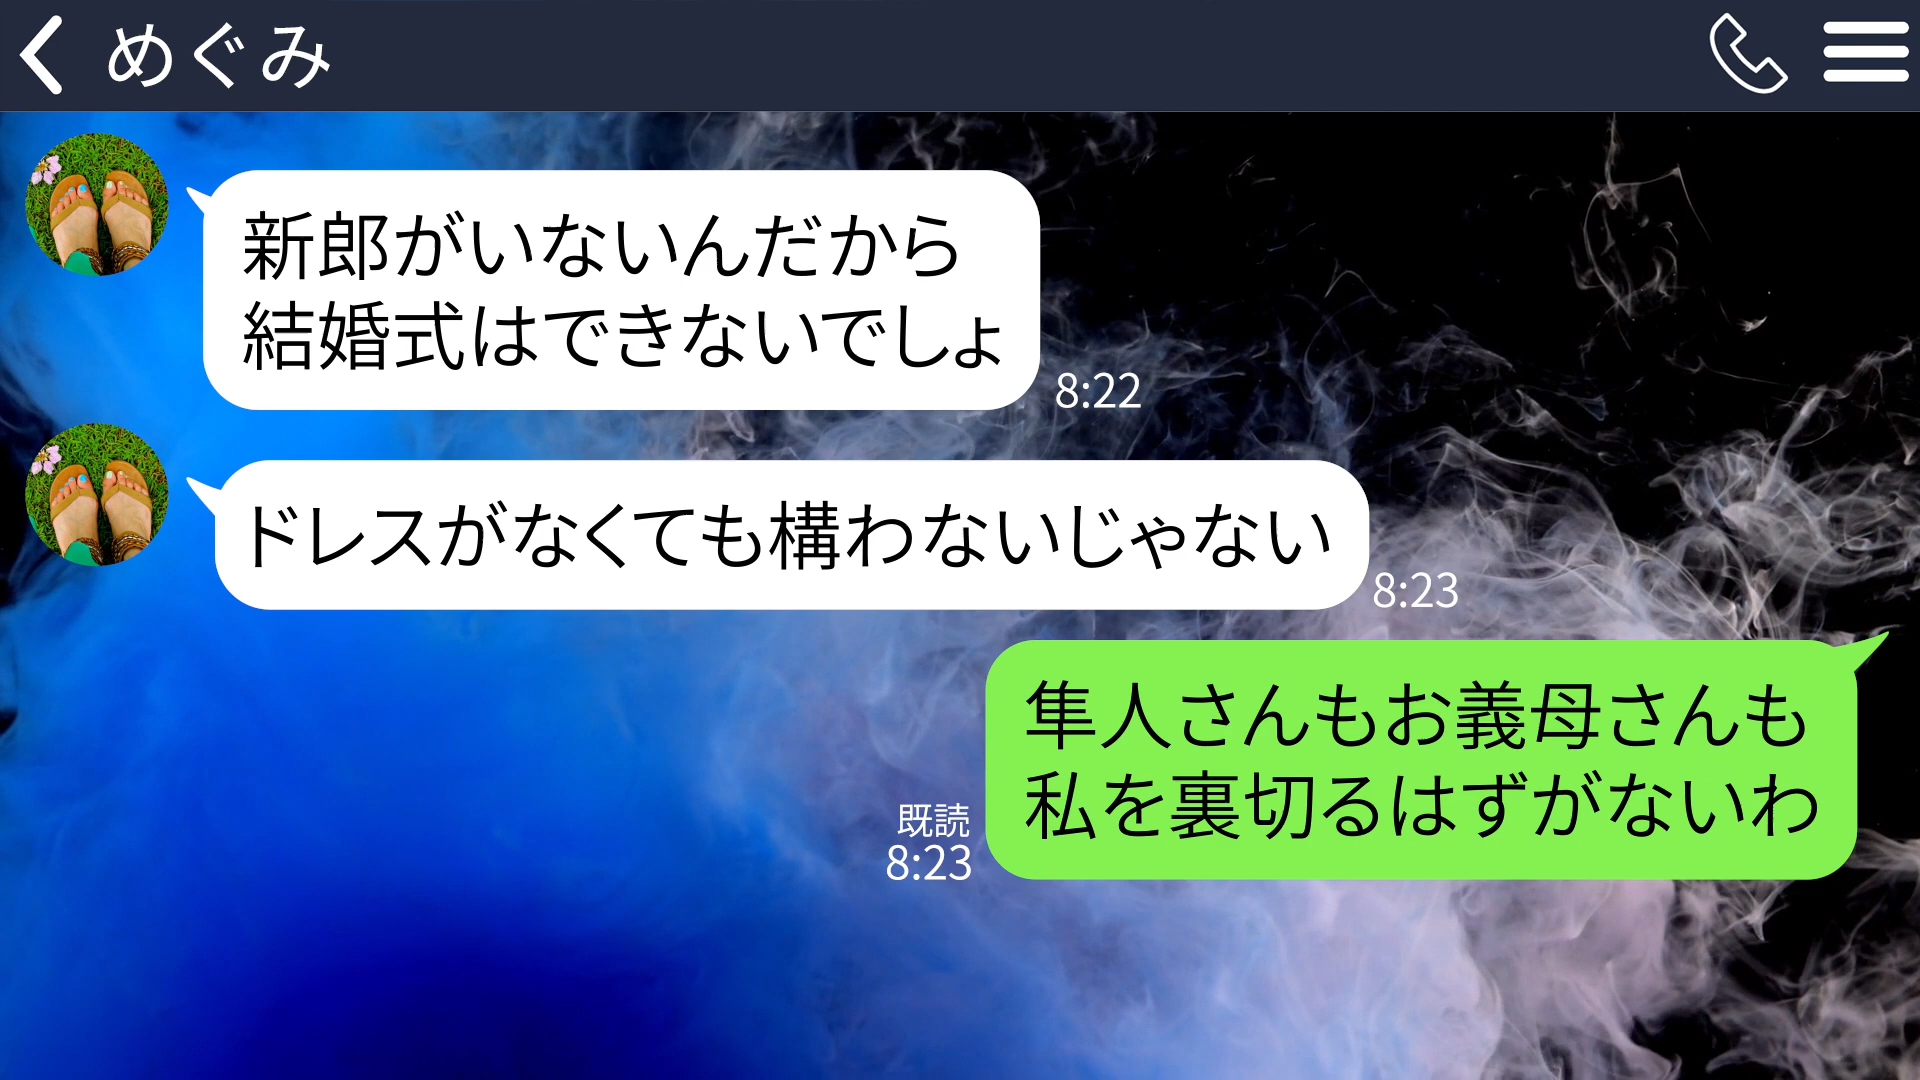 めぐみ
新郎がいないんだから
結婚式はできないでしょ
8:22
ドレスがなくても構わないじゃない
8:23
隼人さんもお義母さんも
私を裏切るはずがないわ
既読
8:23